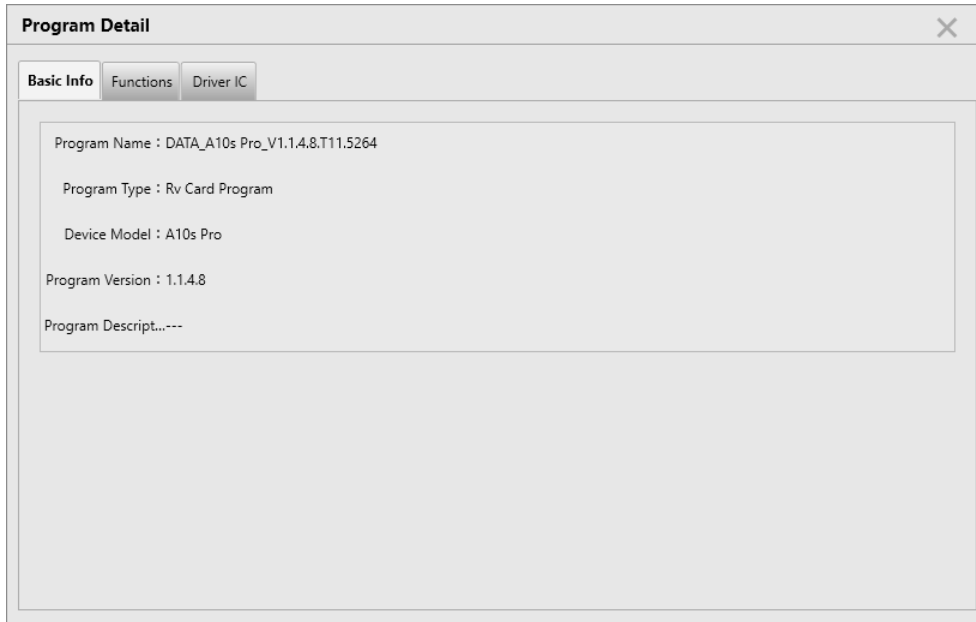 Program Detail
Basic Info Functions Driver IC
Program Name：DATA_A10s Pro_V1.1.4.8.T11.5264
Program Type：Rv Card Program
Device Model：A10s Pro
Program Version：1.1.4.8
Program Descript...---